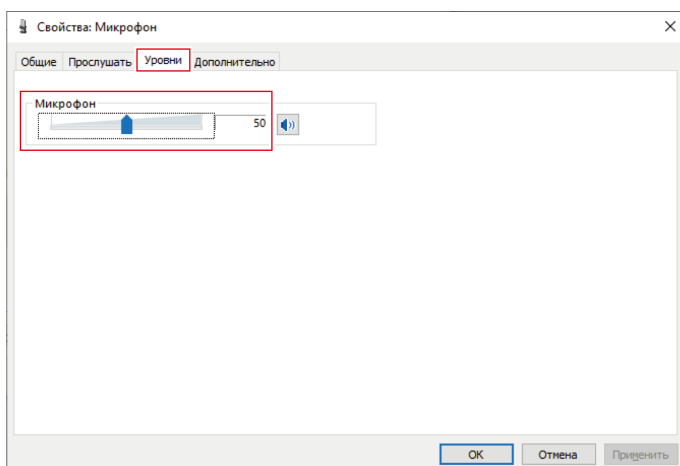 Свойства: Микрофон
Общие Прослушать Уровни Дополнительно
Микрофон
50
OK Отмена Применить